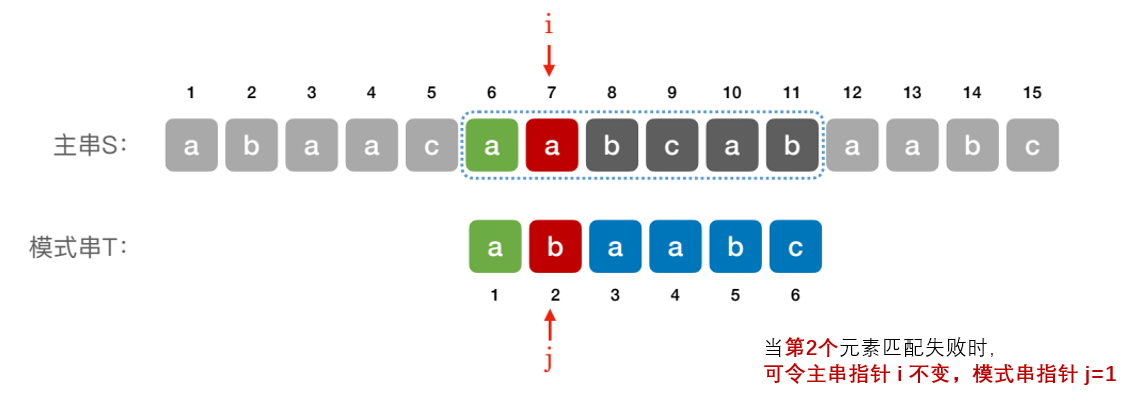 i
1 2 3 4 5 6 7 8 9 10 11 12 13 14 15
主串S: a b a a c a a b c a b a a b c
模式串T: a b a a b c
1 2 3 4 5 6
j
当第2个元素匹配失败时,
可令主串指针 i 不变，模式串指针 j=1